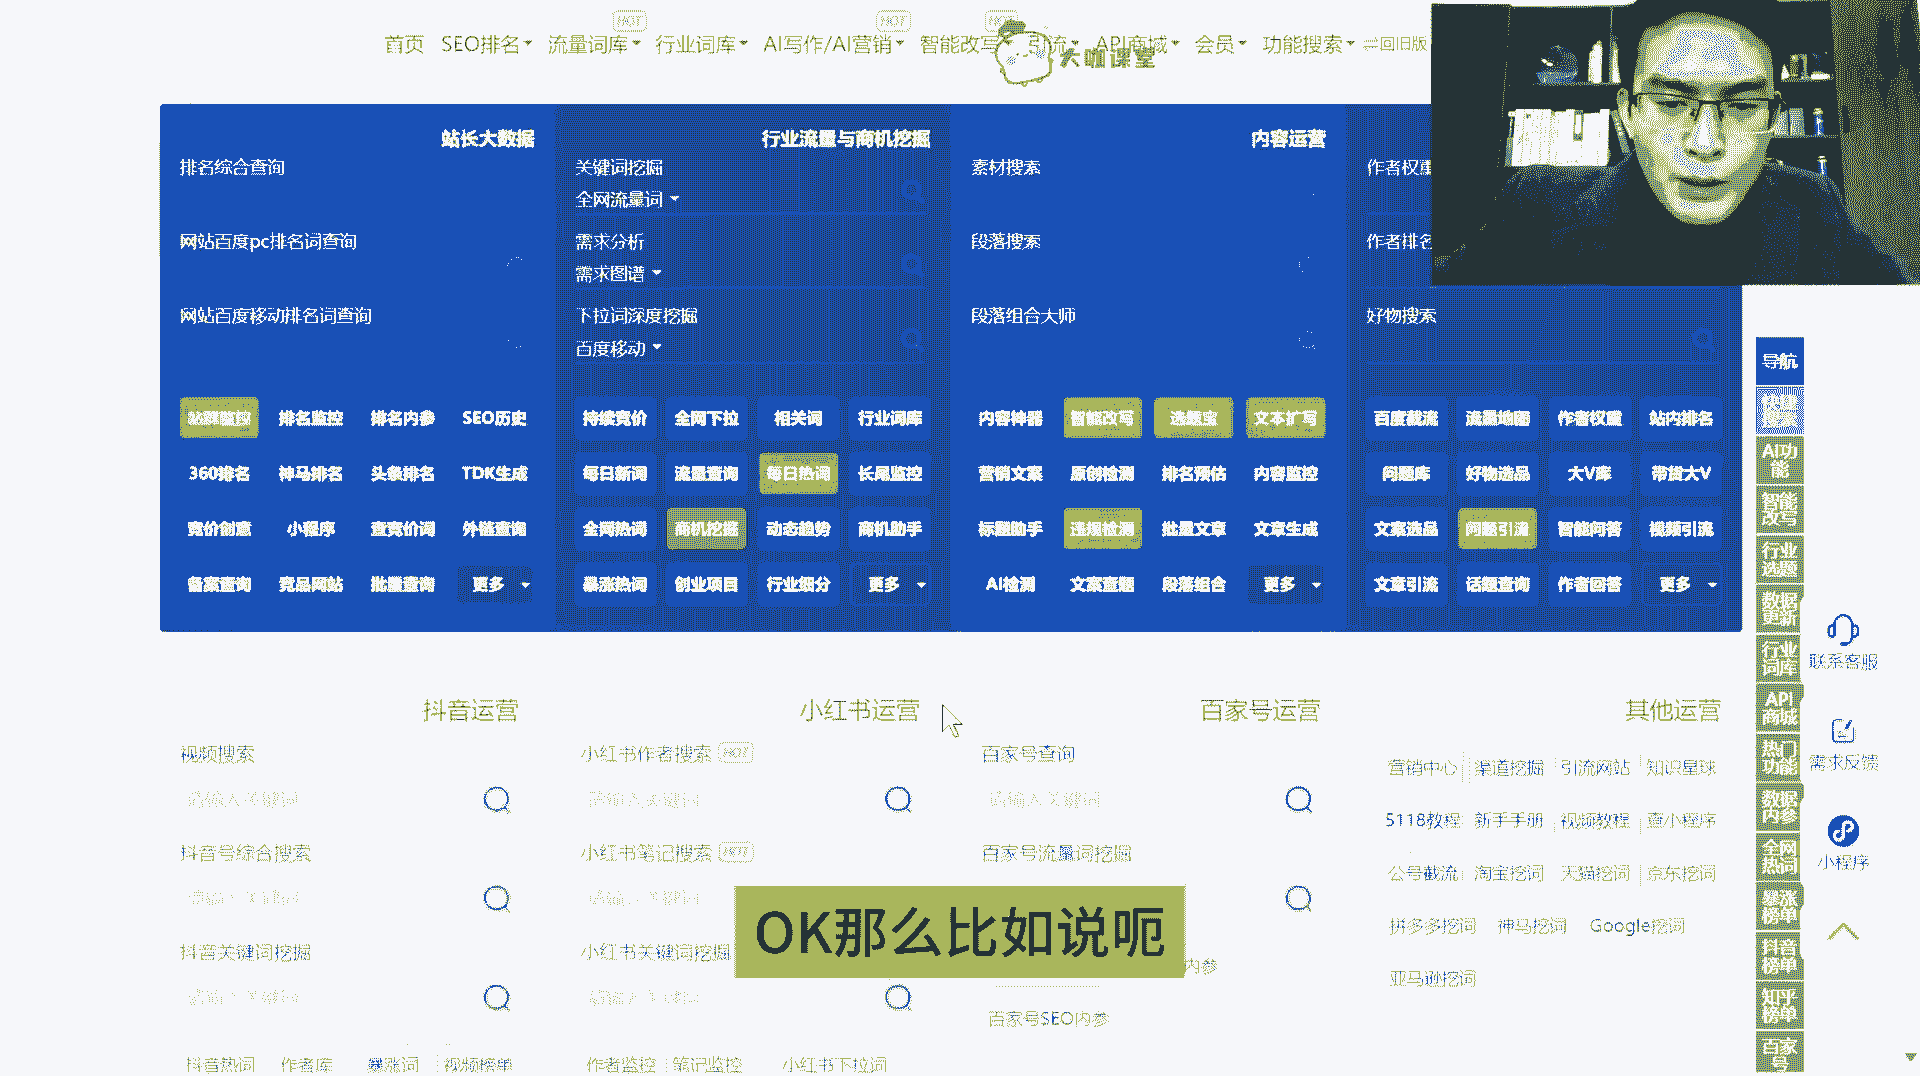 HOT HOT HOT
首页 SEO排名 流量词库 行业词库 AI写作/AI营销 智能改写 引流 API商城 会员 功能搜索 回旧版
大咖课堂
站长大数据 行业流量与商机挖掘 内容运营
排名综合查询 关键词挖掘 素材搜索 作者权重
全网流量词
网站百度pc排名词查询 需求分析 段落搜索 作者排名
需求图谱
网站百度移动排名词查询 下拉词深度挖掘 段落组合大师 好物搜索
百度移动
站群监控 排名监控 排名内参 SEO历史 持续竞价 全网下拉 相关词 行业词库 内容神器 智能改写 选题宝 文本扩写 百度截流 流量地图 作者权重 站内排名
360排名 神马排名 头条排名 TDK生成 每日新词 流量查询 每日热词 长尾监控 营销文案 原创检测 排名预估 内容监控 问题库 好物选品 大V库 带货大V
竞价创意 小程序 查竞价词 外链查询 全网热词 商机挖掘 动态趋势 商机助手 标题助手 违规检测 批量文章 文章生成 文案选品 问题引流 智能问答 视频引流
备案查询 竞品网站 批量查询 更多 暴涨热词 创业项目 行业细分 更多 AI检测 文案查题 段落组合 更多 文章引流 话题查询 作者回答 更多
抖音运营 小红书运营 百家号运营 其他运营
视频搜索 小红书作者搜索 HOT 百家号查询
营销中心 渠道挖掘 引流网站 知识星球
请输入关键词 请输入关键词 请输入关键词
5118教程 新手手册 视频教程 查小程序
抖音号综合搜索 小红书笔记搜索 HOT 百家号流量词挖掘
公号截流 淘宝挖词 天猫挖词 京东挖词
拼多多挖词 神马挖词 Google挖词
OK那么比如说呃
抖音关键词挖掘 小红书关键词挖掘 内参
亚马逊挖词
百家号SEO内参
抖音热词 作者库 暴涨词 视频榜单 作者监控 笔记监控 小红书下拉词
导航
AI功能
智能改写
行业选题
数据更新
行业词库
API商城
热门功能
数据内参
全网热词
暴涨榜单
抖音榜单
知乎榜单
百家号
联系客服
需求反馈
小程序